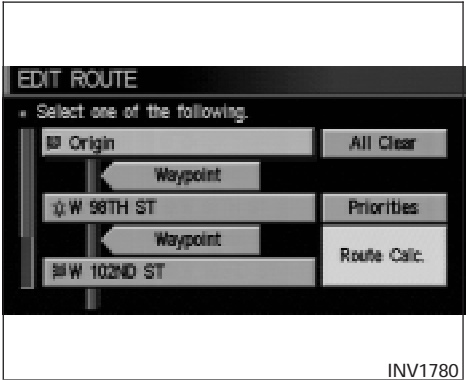 EDIT ROUTE
Select one of the following.
Origin
All Clear
Waypoint
W 98TH ST
Priorities
Waypoint
Route Calc.
W 102ND ST
INV1780